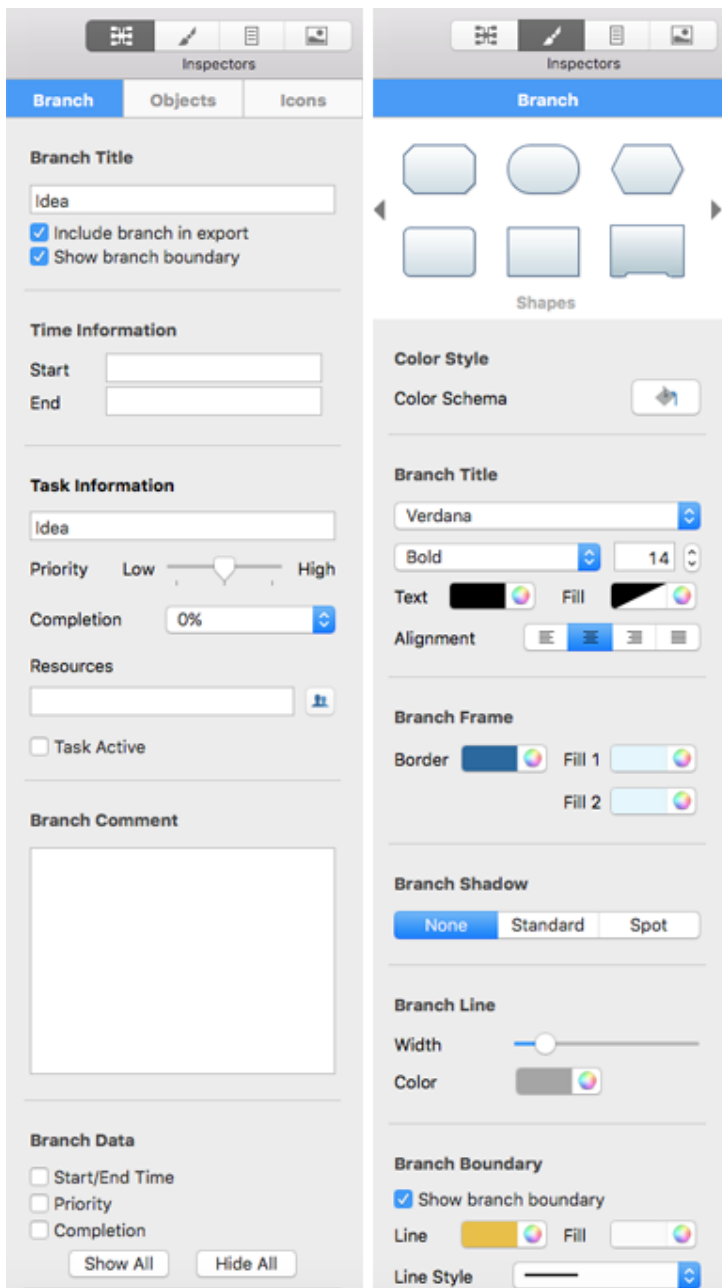 Inspectors
Branch Objects Icons
Branch Title
Idea
Include branch in export
Show branch boundary
Time Information
Start
End
Task Information
Idea
Priority Low High
Completion 0%
Resources
Task Active
Branch Comment
Branch Data
Start/End Time
Priority
Completion
Show All Hide All
Inspectors
Branch
Shapes
Color Style
Color Schema
Branch Title
Verdana
Bold 14
Text Fill
Alignment
Branch Frame
Border Fill 1
Fill 2
Branch Shadow
None Standard Spot
Branch Line
Width
Color
Branch Boundary
Show branch boundary
Line Fill
Line Style